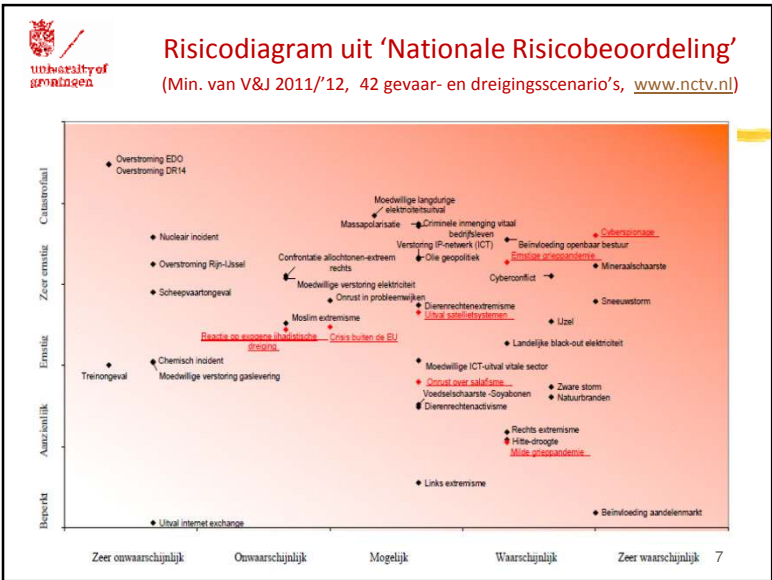 university of
groningen
Risicodiagram uit ‘Nationale Risicobeoordeling’
(Min. van V&J 2011/’12, 42 gevaar- en dreigingsscenario’s, www.nctv.nl)
Catastrofaal
Zeer ernstig
Ernstig
Aanzienlijk
Beperkt
Overstroming EDO
Overstroming DR14
Moedwillige langdurige
elektriciteitsuitval
Massapolarisatie
Criminele inmenging vitaal
bedrijfsleven
Cyberspionage
Nucleair incident
Verstoring IP-netwerk (ICT)
Beïnvloeding openbaar bestuur
Olie geopolitiek
Ernstige grieppandemie
Overstroming Rijn-IJssel
Confrontatie allochtonen-extreem
rechts
Mineraalschaarste
Cyberconflict
Moedwillige verstoring elektriciteit
Scheepvaartongeval
Onrust in probleemwijken
Sneeuwstorm
Dierenrechtenextremisme
Uitval satellietsystemen
Moslim extremisme
IJzel
Reactie op exogene jihadistische
dreiging
Crisis buiten de EU
Landelijke black-out elektriciteit
Chemisch incident
Moedwillige ICT-uitval vitale sector
Treinongeval
Moedwillige verstoring gaslevering
Onrust over salafisme
Zware storm
Voedselschaarste -Soyabonen
Natuurbranden
Dierenrechtenactivisme
Rechts extremisme
Hitte-droogte
Milde grieppandemie
Links extremisme
Beïnvloeding aandelenmarkt
Uitval internet exchange
Zeer onwaarschijnlijk
Onwaarschijnlijk
Mogelijk
Waarschijnlijk
Zeer waarschijnlijk
7